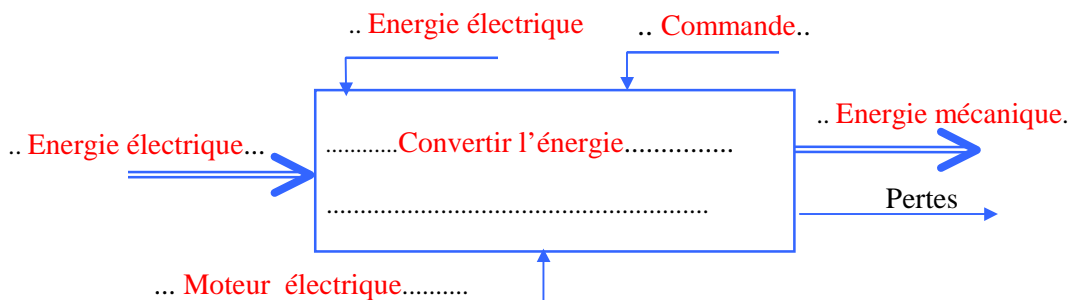 .. Energie électrique
.. Commande..
.. Energie mécanique.
.. Energie électrique...
............Convertir l’énergie...............
Pertes
.........................................................
... Moteur électrique..........